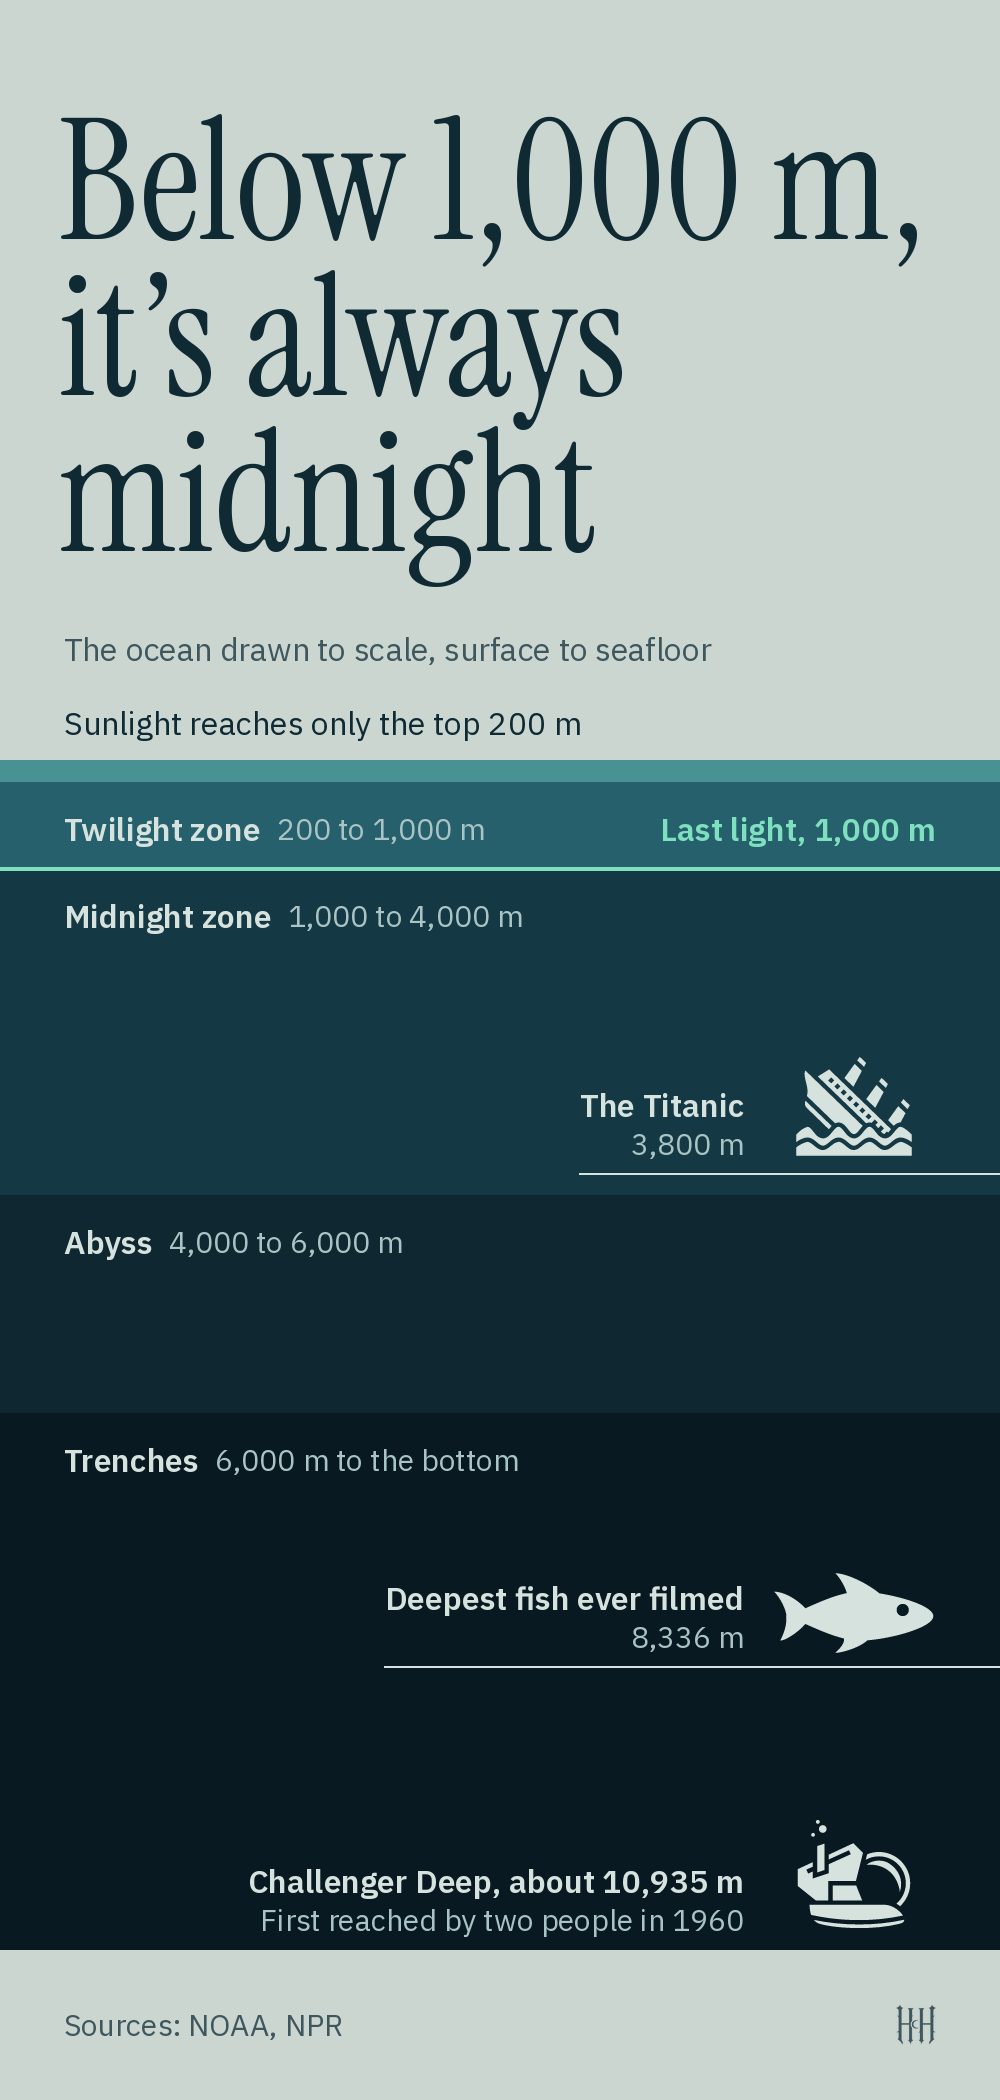 Below 1,000 m,
it’s always
midnight
The ocean drawn to scale, surface to seafloor
Sunlight reaches only the top 200 m
Twilight zone 200 to 1,000 m
Last light, 1,000 m
Midnight zone 1,000 to 4,000 m
The Titanic
3,800 m
Abyss 4,000 to 6,000 m
Trenches 6,000 m to the bottom
Deepest fish ever filmed
8,336 m
Challenger Deep, about 10,935 m
First reached by two people in 1960
Sources: NOAA, NPR